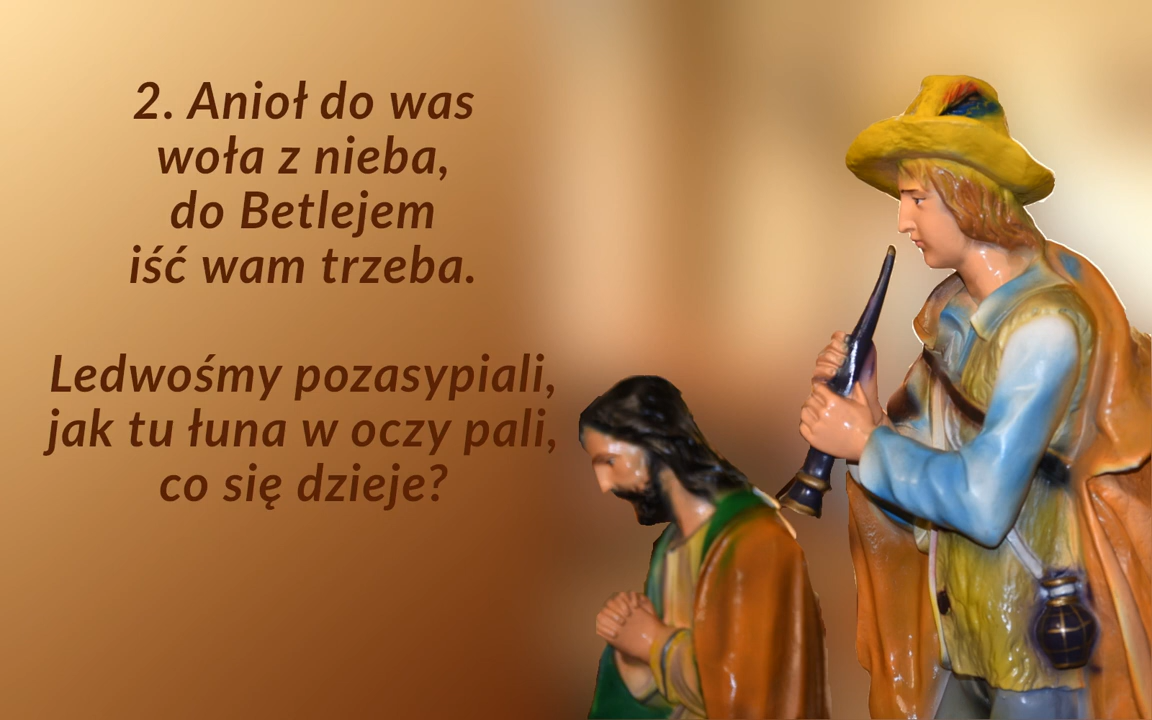 2. Anioł do was
woła z nieba,
do Betlejem
iść wam trzeba.
Ledwośmy pozasypiali,
jak tu łuna w oczy pali,
co się dzieje?